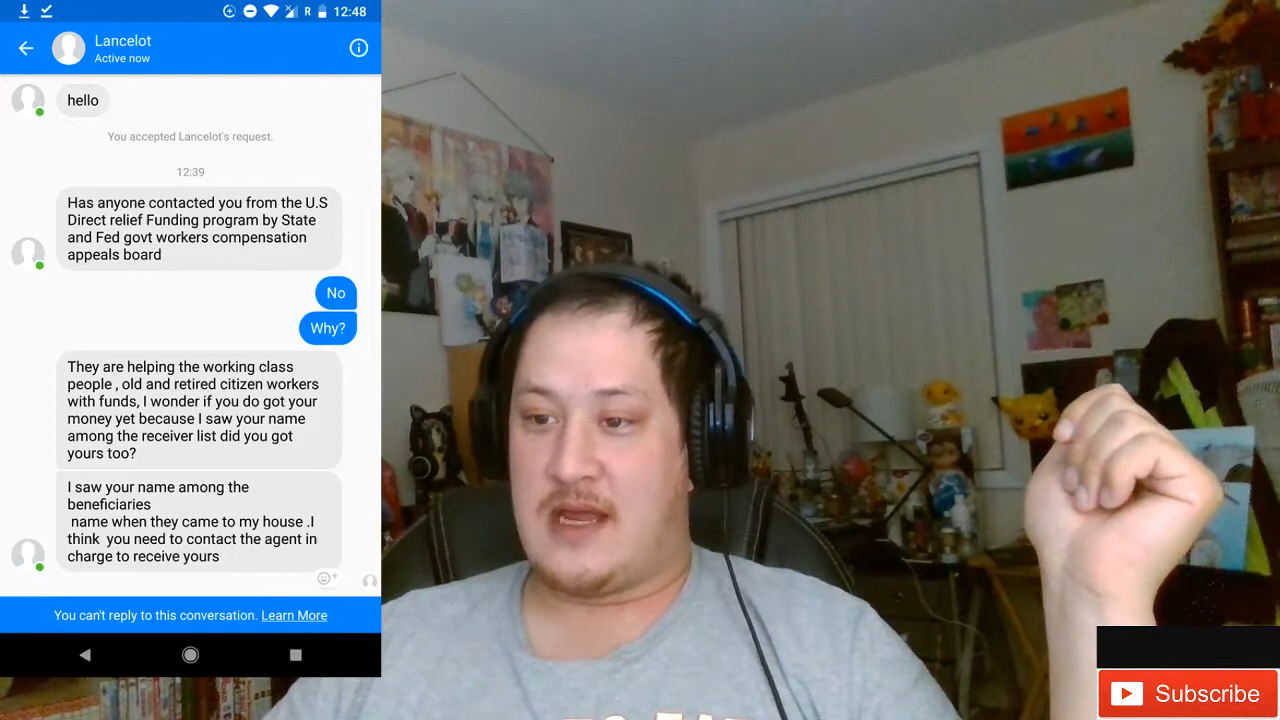 R 12:48
Lancelot
Active now
hello
You accepted Lancelot's request.
12:39
Has anyone contacted you from the U.S
Direct relief Funding program by State
and Fed govt workers compensation
appeals board
No
Why?
They are helping the working class
people , old and retired citizen workers
with funds, I wonder if you do got your
money yet because I saw your name
among the receiver list did you got
yours too?
I saw your name among the
beneficiaries
name when they came to my house .I
think you need to contact the agent in
charge to receive yours
You can't reply to this conversation. Learn More
Subscribe